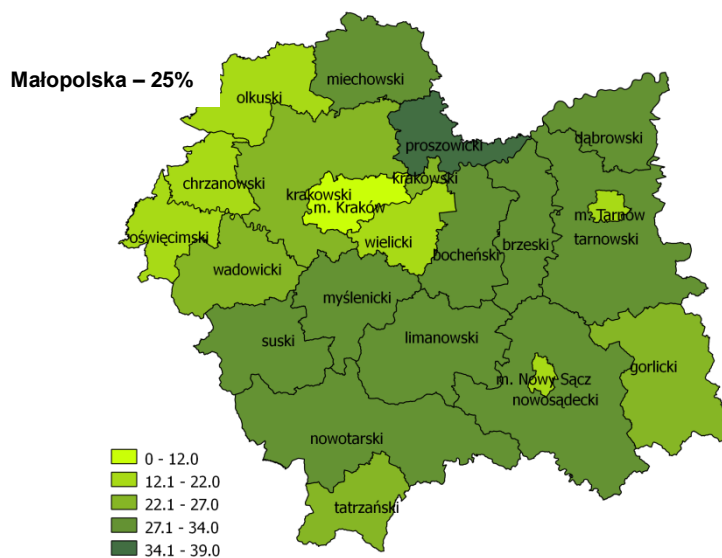 Małopolska – 25%
miechowski
olkuski
dąbrowski
proszowicki
krakowski
chrzanowski
krakowski
m. Kraków
m. Tarnów
tarnowski
oświęcimski
wielicki
bocheński
brzeski
wadowicki
myślenicki
limanowski
suski
gorlicki
m. Nowy Sącz
nowosądecki
nowotarski
tatrzański
0 - 12.0
12.1 - 22.0
22.1 - 27.0
27.1 - 34.0
34.1 - 39.0